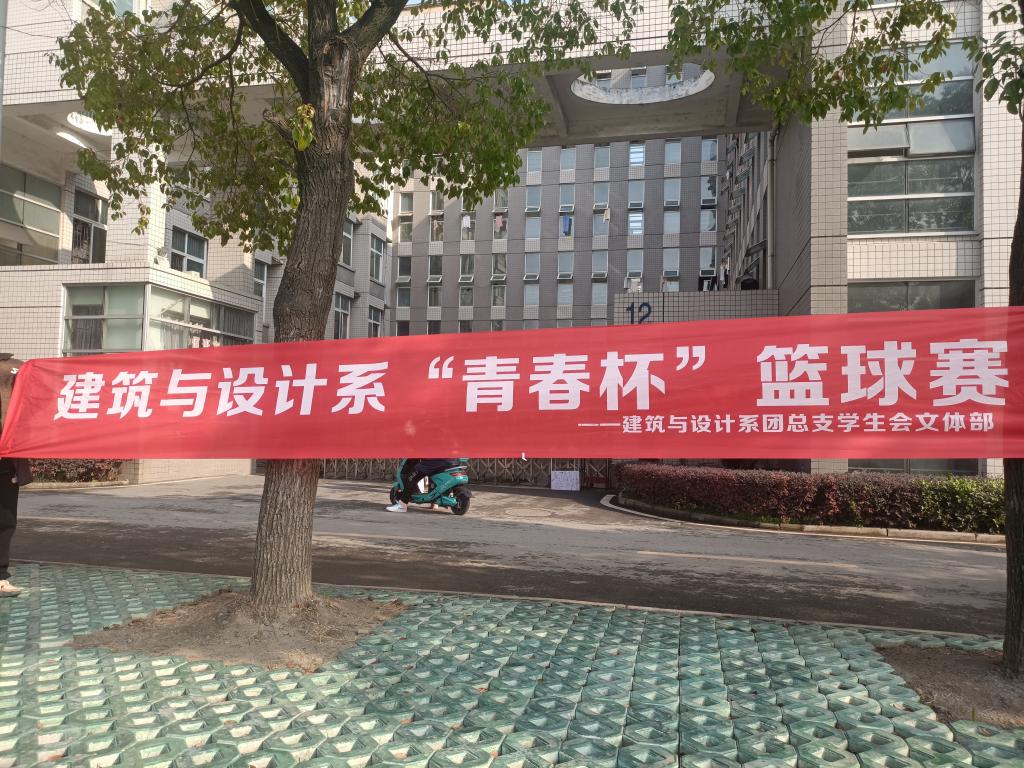 12
建筑与设计系“青春杯” 篮球赛
——建筑与设计系团总支学生会文体部